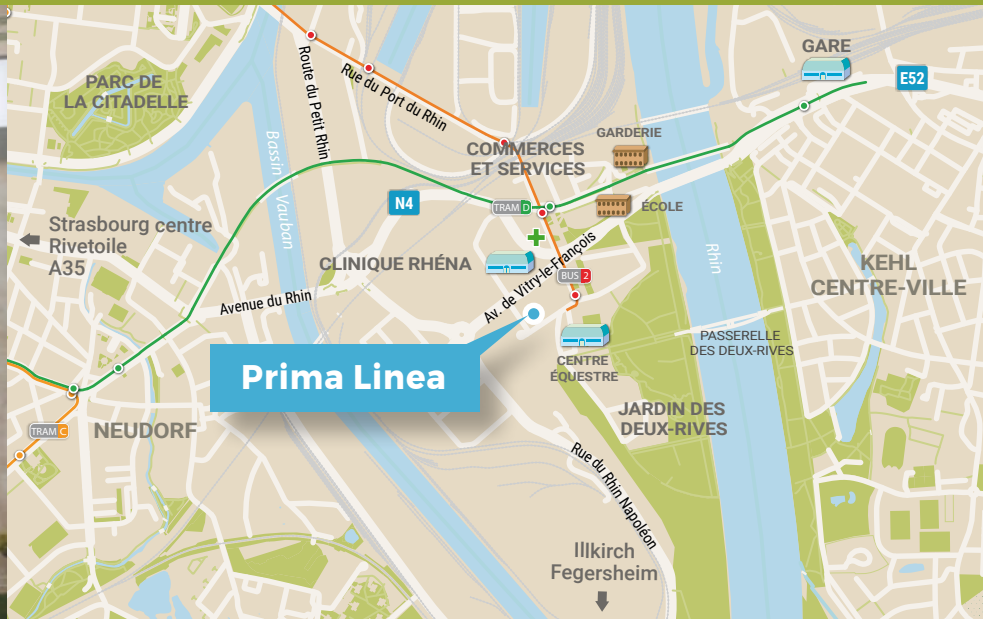 GARE
E52
PARC DE
LA CITADELLE
Route du Petit Rhin
Rue du Port du Rhin
Bassin Vauban
COMMERCES
ET SERVICES
GARDERIE
N4
TRAM D
ÉCOLE
Strasbourg centre
Rivetoile
A35
CLINIQUE RHÉNA
Av. de Vitry-le-François
BUS 2
Rhin
KEHL
CENTRE-VILLE
Avenue du Rhin
Prima Linea
PASSERELLE
DES DEUX-RIVES
CENTRE
ÉQUESTRE
JARDIN DES
DEUX-RIVES
TRAM C
NEUDORF
Rue du Rhin Napoléon
Illkirch
Fegersheim